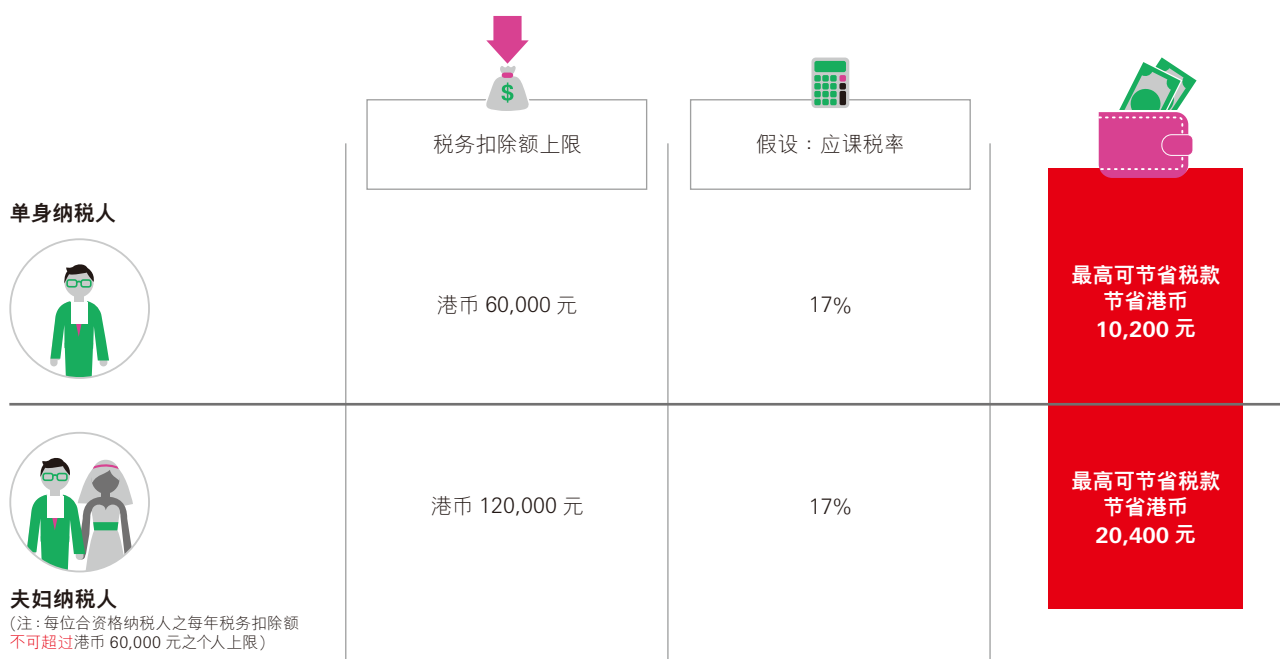 $
税务扣除额上限
假设：应课税率
单身纳税人
港币 60,000 元
17%
最高可节省税款
节省港币
10,200 元
港币 120,000 元
17%
最高可节省税款
节省港币
20,400 元
夫妇纳税人
(注：每位合资格纳税人之每年税务扣除额
不可超过港币 60,000 元之个人上限)